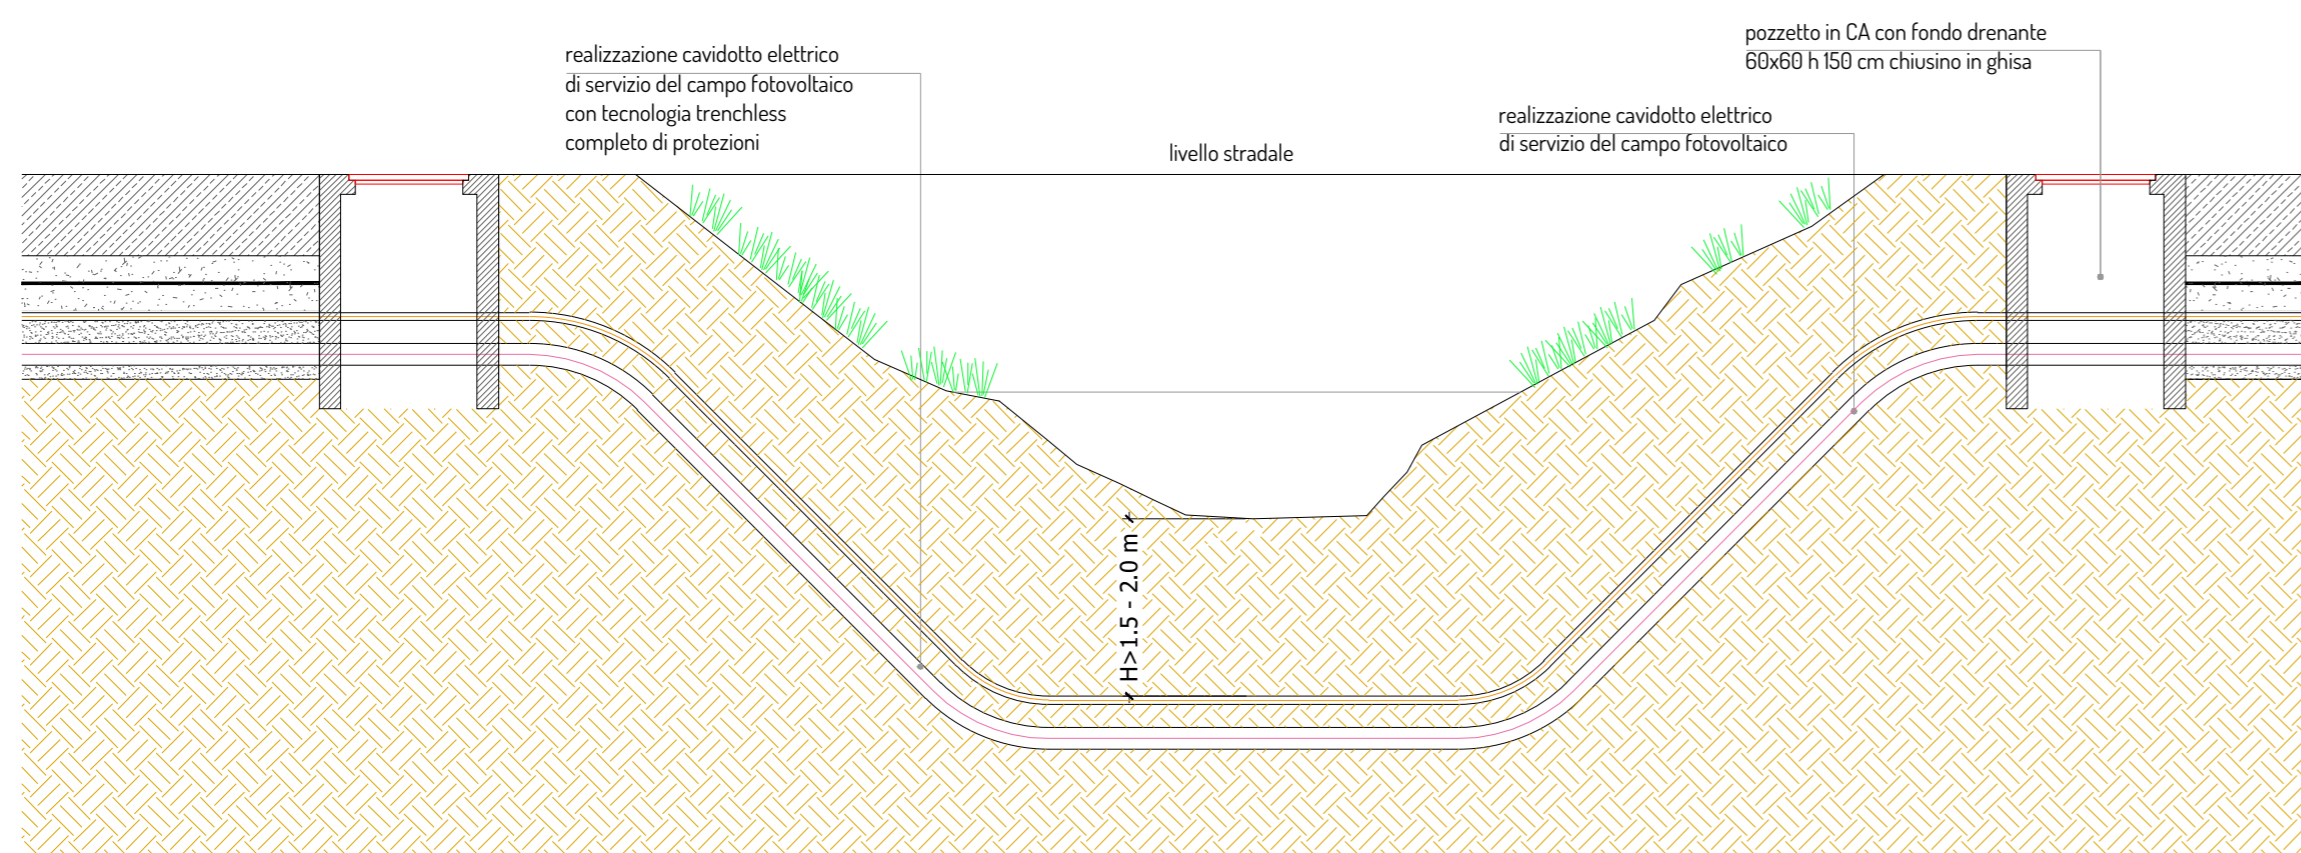 realizzazione cavidotto elettrico
di servizio del campo fotovoltaico
con tecnologia trenchless
completo di protezioni
livello stradale
realizzazione cavidotto elettrico
di servizio del campo fotovoltaico
pozzetto in CA con fondo drenante
60x60 h 150 cm chiusino in ghisa
H>1.5 - 2.0 m